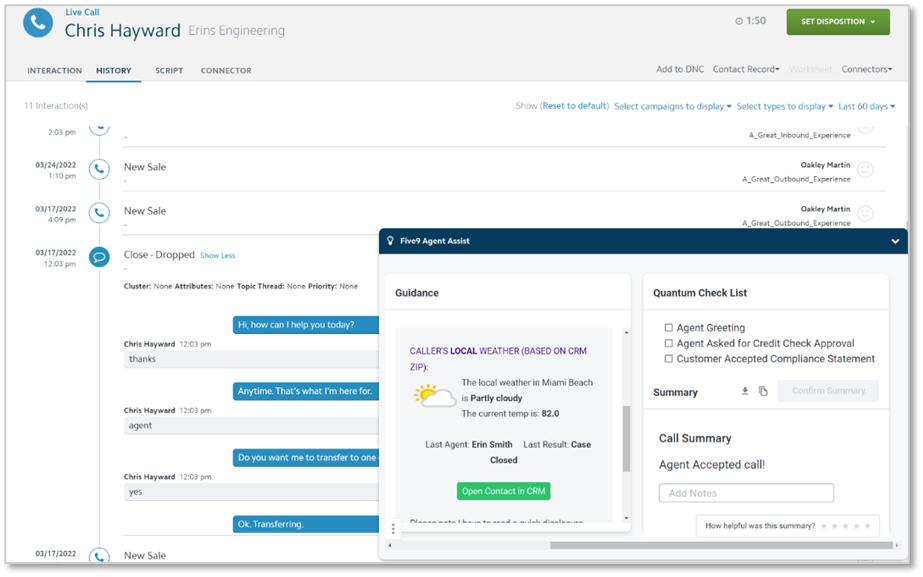 Live Call
Chris Hayward Erins Engineering
1:50
SET DISPOSITION
INTERACTION HISTORY SCRIPT CONNECTOR
Add to DNC Contact Record Worksheet Connectors
11 Interaction(s)
Show (Reset to default) Select campaigns to display Select types to display Last 60 days
2:03 pm
-
A_Great_Inbound_Experience
03/24/2022
1:10 pm
New Sale
-
Oakley Martin
A_Great_Outbound_Experience
03/17/2022
4:09 pm
New Sale
-
Oakley Martin
A_Great_Outbound_Experience
03/17/2022
12:03 pm
Close - Dropped Show Less
-
Cluster: None Attributes: None Topic Thread: None Priority: None
Hi, how can I help you today?
Chris Hayward 12:03 pm
thanks
Anytime. That's what I'm here for.
Chris Hayward 12:03 pm
agent
Do you want me to transfer to one
Chris Hayward 12:03 pm
yes
Ok. Transferring.
03/17/2022
New Sale
Five9 Agent Assist
Guidance
CALLER'S LOCAL WEATHER (BASED ON CRM
ZIP):
The local weather in Miami Beach
is Partly cloudy
The current temp is: 82.0
Last Agent: Erin Smith Last Result: Case
Closed
Open Contact in CRM
Please note I have to read a quick disclosure
Quantum Check List
Agent Greeting
Agent Asked for Credit Check Approval
Customer Accepted Compliance Statement
Summary
Confirm Summary
Call Summary
Agent Accepted call!
Add Notes
How helpful was this summary?